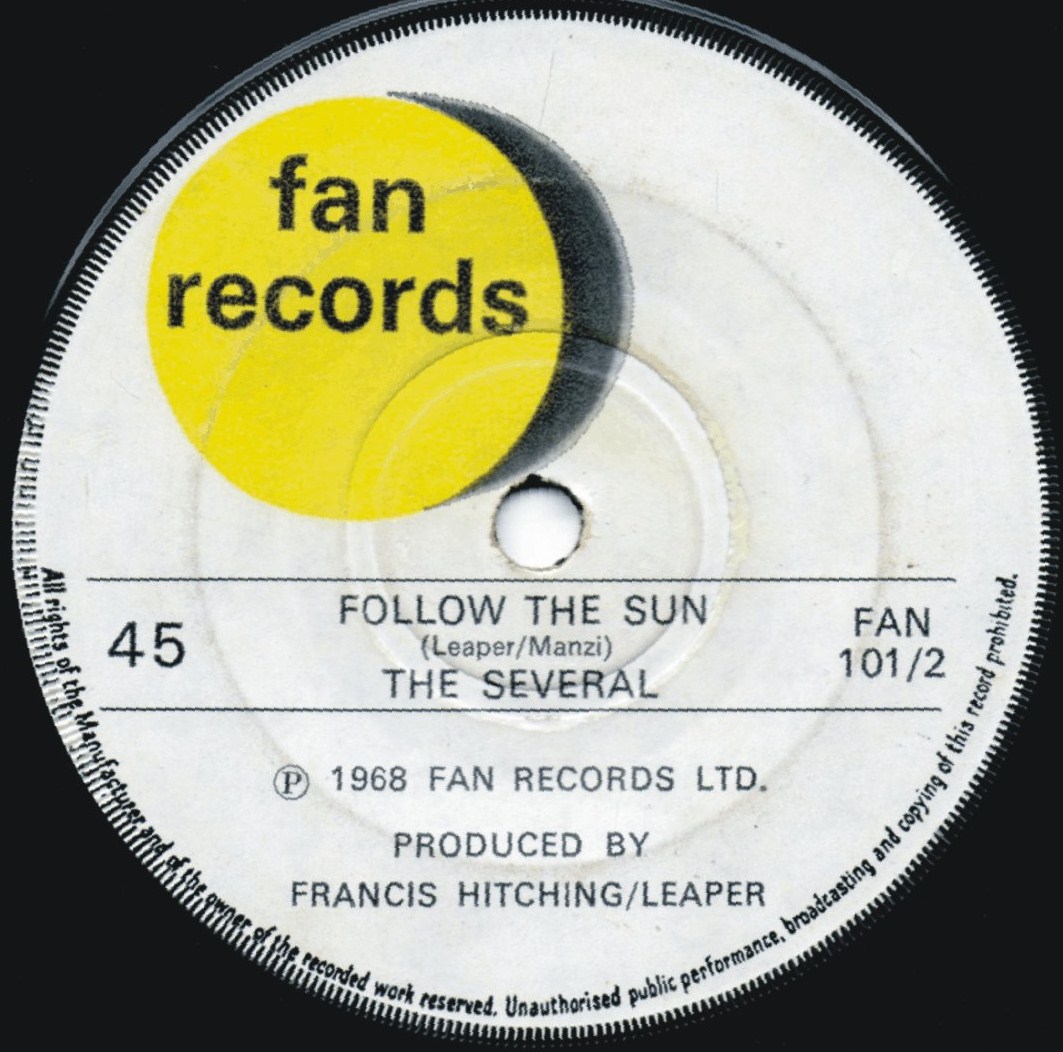 fan
records
45
FOLLOW THE SUN
(Leaper/Manzi)
THE SEVERAL
FAN
101/2
Ⓟ 1968 FAN RECORDS LTD.
PRODUCED BY
FRANCIS HITCHING/LEAPER
All rights of the Manufacturer and of the owner of the recorded work reserved. Unauthorised public performance, broadcasting and copying of this record prohibited.